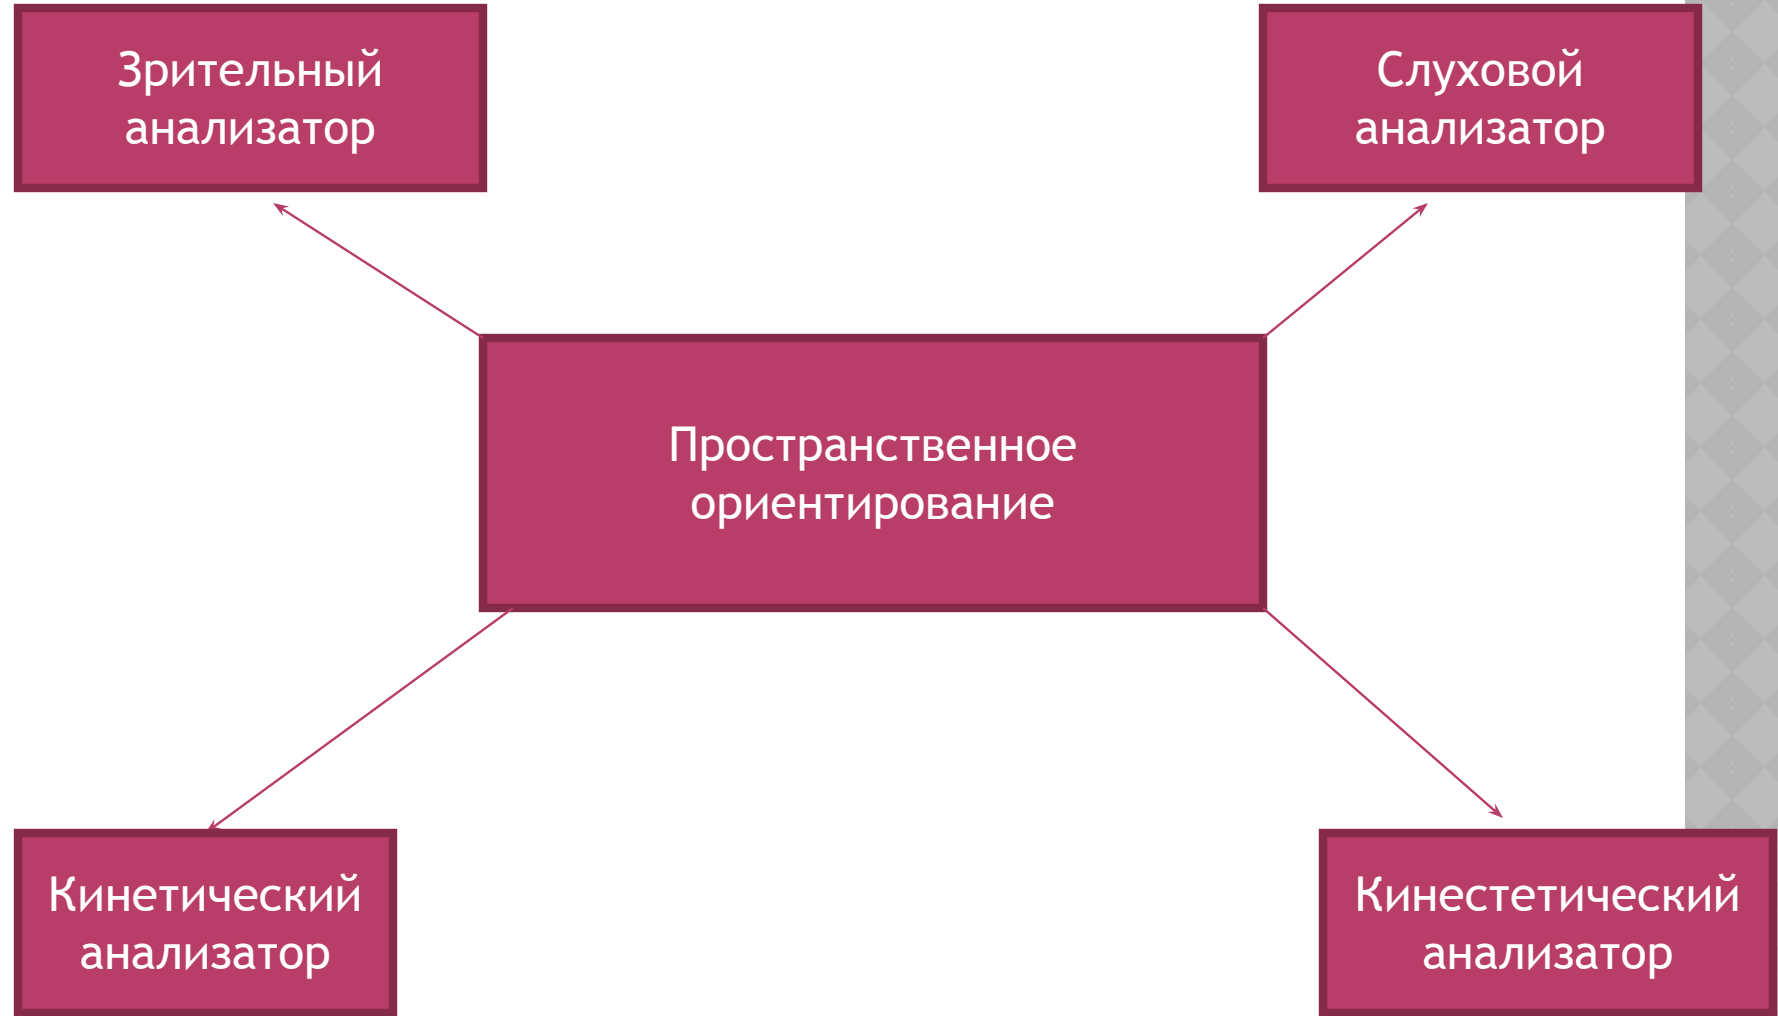 Зрительный
анализатор
Слуховой
анализатор
Пространственное
ориентирование
Кинетический
анализатор
Кинестетический
анализатор